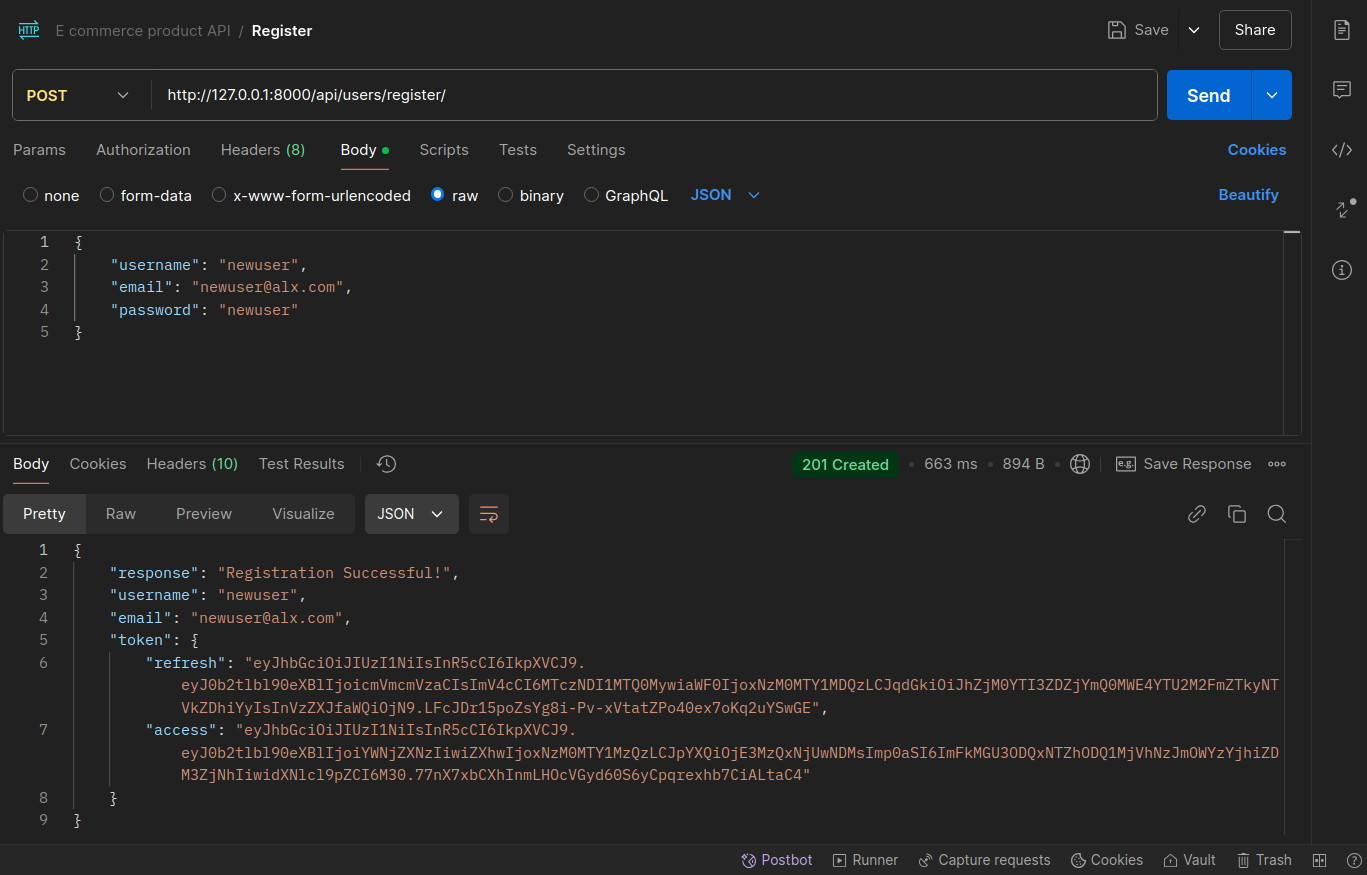 HTTP E commerce product API / Register Save Share
POST http://127.0.0.1:8000/api/users/register/ Send
Params Authorization Headers (8) Body Scripts Tests Settings Cookies
none form-data x-www-form-urlencoded raw binary GraphQL JSON Beautify
1 {
2 "username": "newuser",
3 "email": "newuser@alx.com",
4 "password": "newuser"
5 }
Body Cookies Headers (10) Test Results 201 Created • 663 ms • 894 B • e.g. Save Response
Pretty Raw Preview Visualize JSON
1 {
2 "response": "Registration Successful!",
3 "username": "newuser",
4 "email": "newuser@alx.com",
5 "token": {
6 "refresh": "eyJhbGciOiJIUzI1NiIsInR5cCI6IkpXVCJ9.
eyJ0b2tlbl90eXBlIjoicmVmcmVzaCIsImV4cCI6MTczNDI1MTQ0MywiaWF0IjoxNzM0MTY1MDQzLCJqdGkiOiJhZjM0YTI3ZDZjYmQ0MWE4YTU2M2FmZTkyNT
VkZDhiYyIsInVzZXJfaWQiOjN9.LFcJDr15poZsYg8i-Pv-xVtatZPo40ex7oKq2uYSwGE",
7 "access": "eyJhbGciOiJIUzI1NiIsInR5cCI6IkpXVCJ9.
eyJ0b2tlbl90eXBlIjoiYWNjZXNzIiwiZXhwIjoxNzM0MTY1MzQzLCJpYXQiOjE3MzQxNjUwNDMsImp0aSI6ImFkMGU3ODQxNTZhODQ1MjVhNzJmOWYzYjhiZD
M3ZjNhIiwidXNlcl9pZCI6M30.77nX7xbCXhInmLHOcVGyd60S6yCpqrexhb7CiALtaC4"
8 }
9 }
Postbot Runner Capture requests Cookies Vault Trash